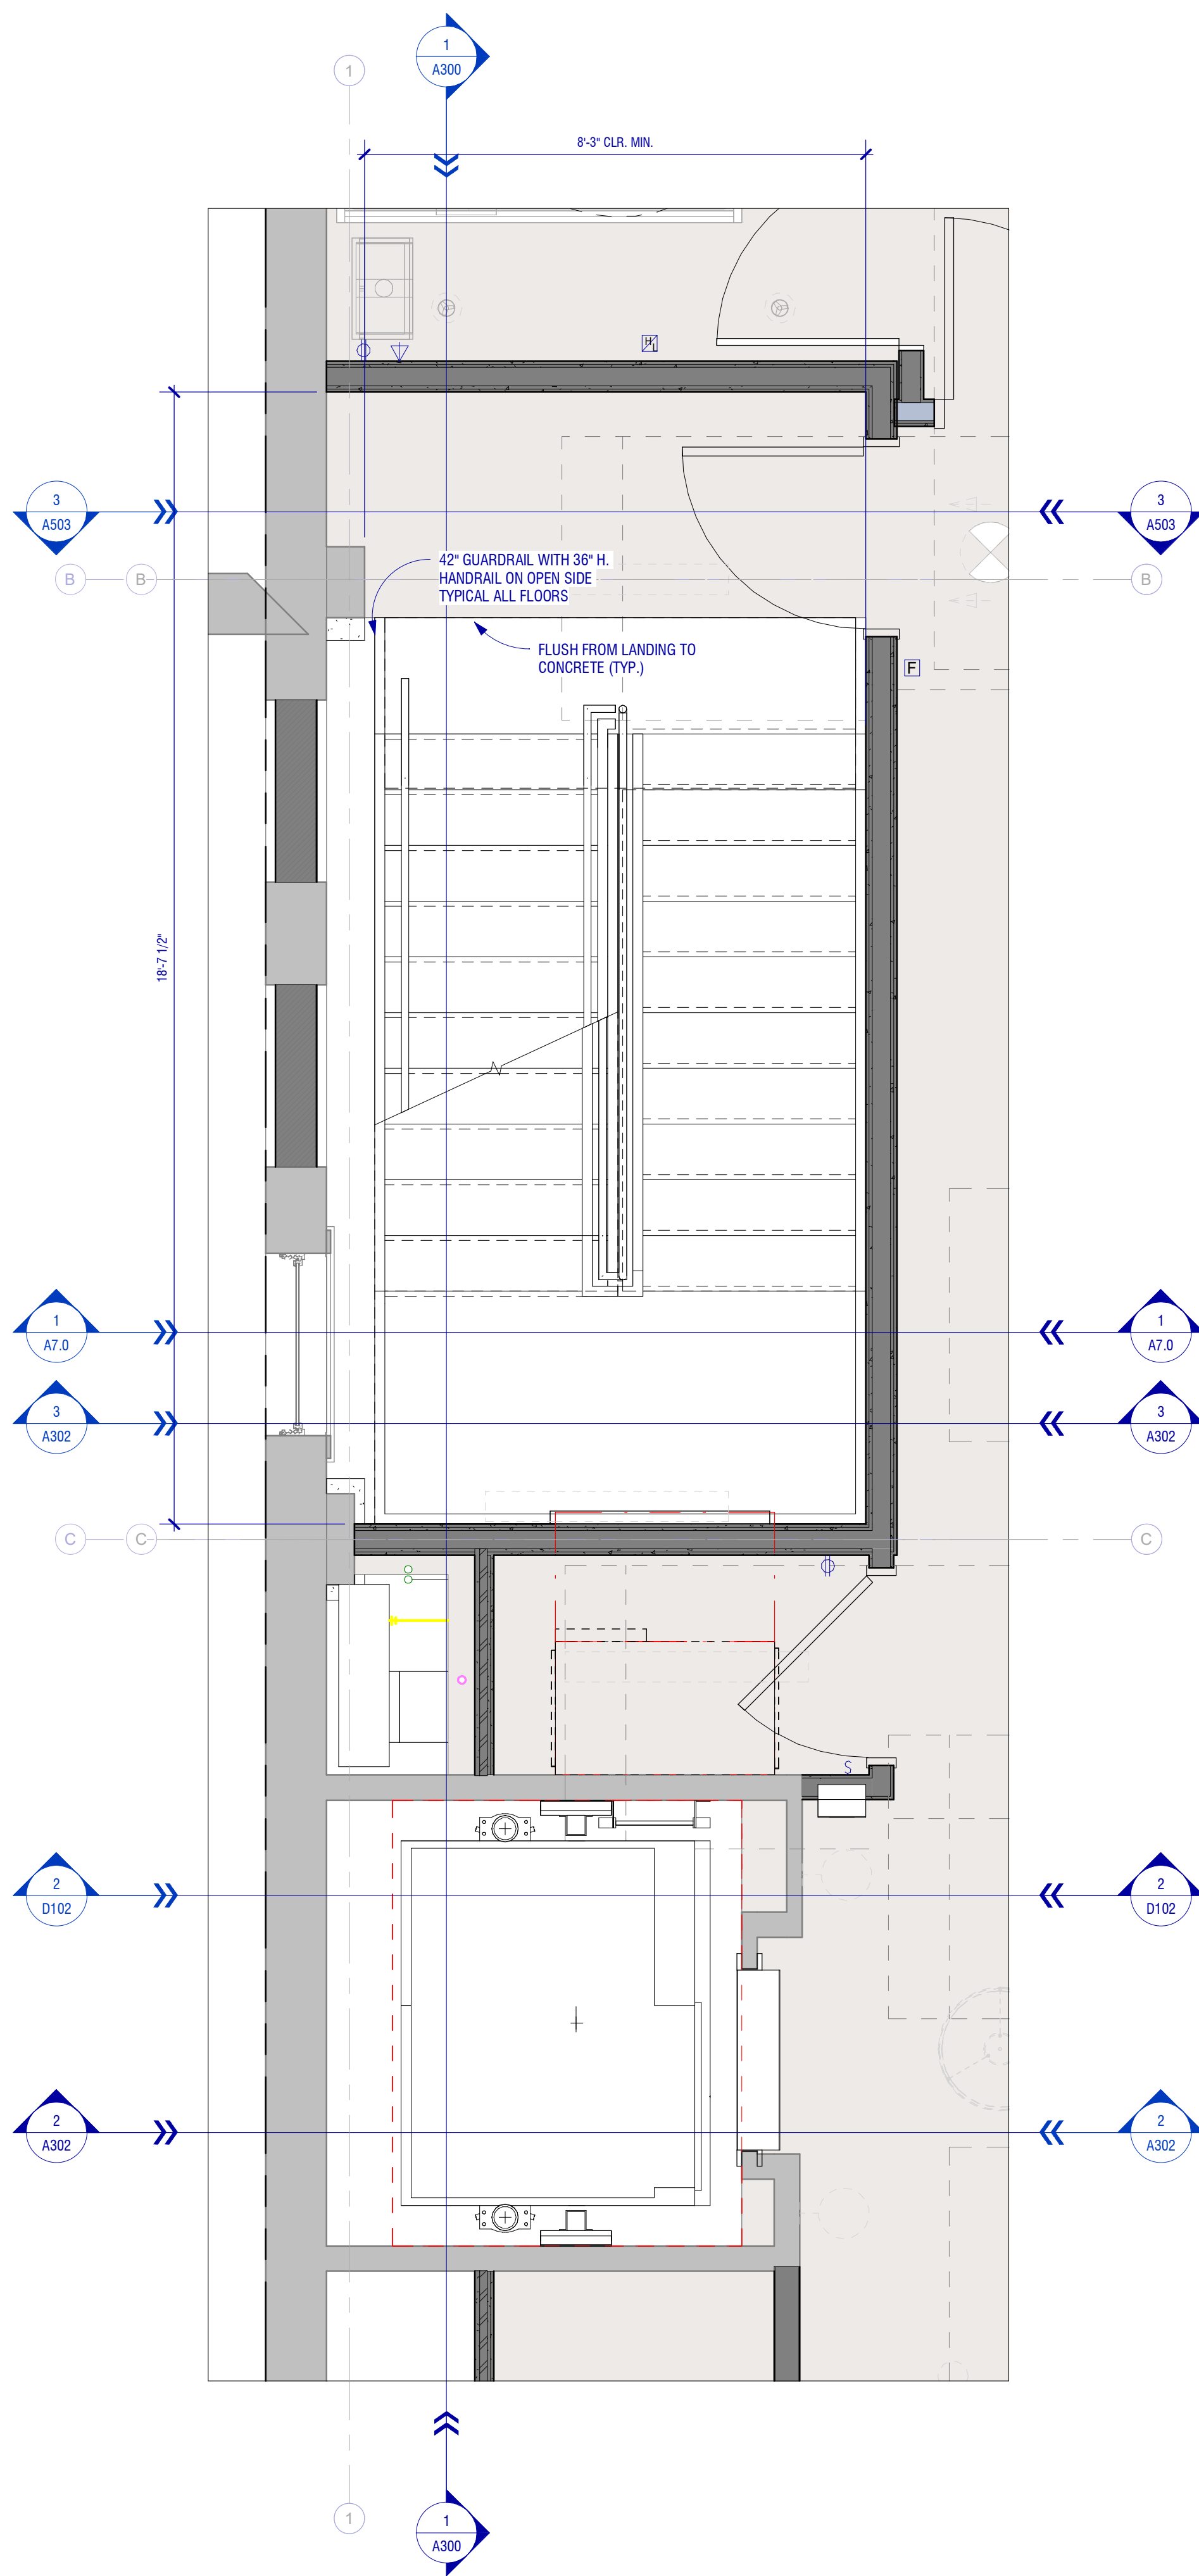 1
A300
1
8'-3" CLR. MIN.
H
L
3
A503
3
A503
42" GUARDRAIL WITH 36" H.
HANDRAIL ON OPEN SIDE
TYPICAL ALL FLOORS
B
B
B
FLUSH FROM LANDING TO
CONCRETE (TYP.)
F
18'-7 1/2"
1
A7.0
1
A7.0
3
A302
3
A302
C
C
C
S
2
D102
2
D102
2
A302
2
A302
1
1
A300